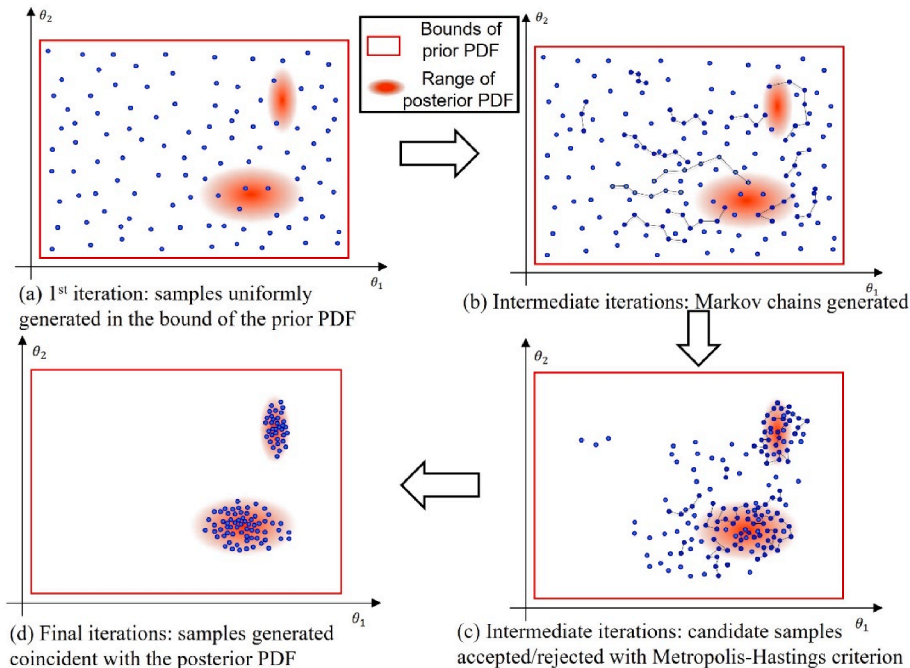 θ₂
Bounds of
prior PDF
Range of
posterior PDF
θ₂
θ₁
(a) 1ˢᵗ iteration: samples uniformly
generated in the bound of the prior PDF
θ₁
(b) Intermediate iterations: Markov chains generated
θ₂
θ₁
(d) Final iterations: samples generated
coincident with the posterior PDF
θ₂
θ₁
(c) Intermediate iterations: candidate samples
accepted/rejected with Metropolis-Hastings criterion